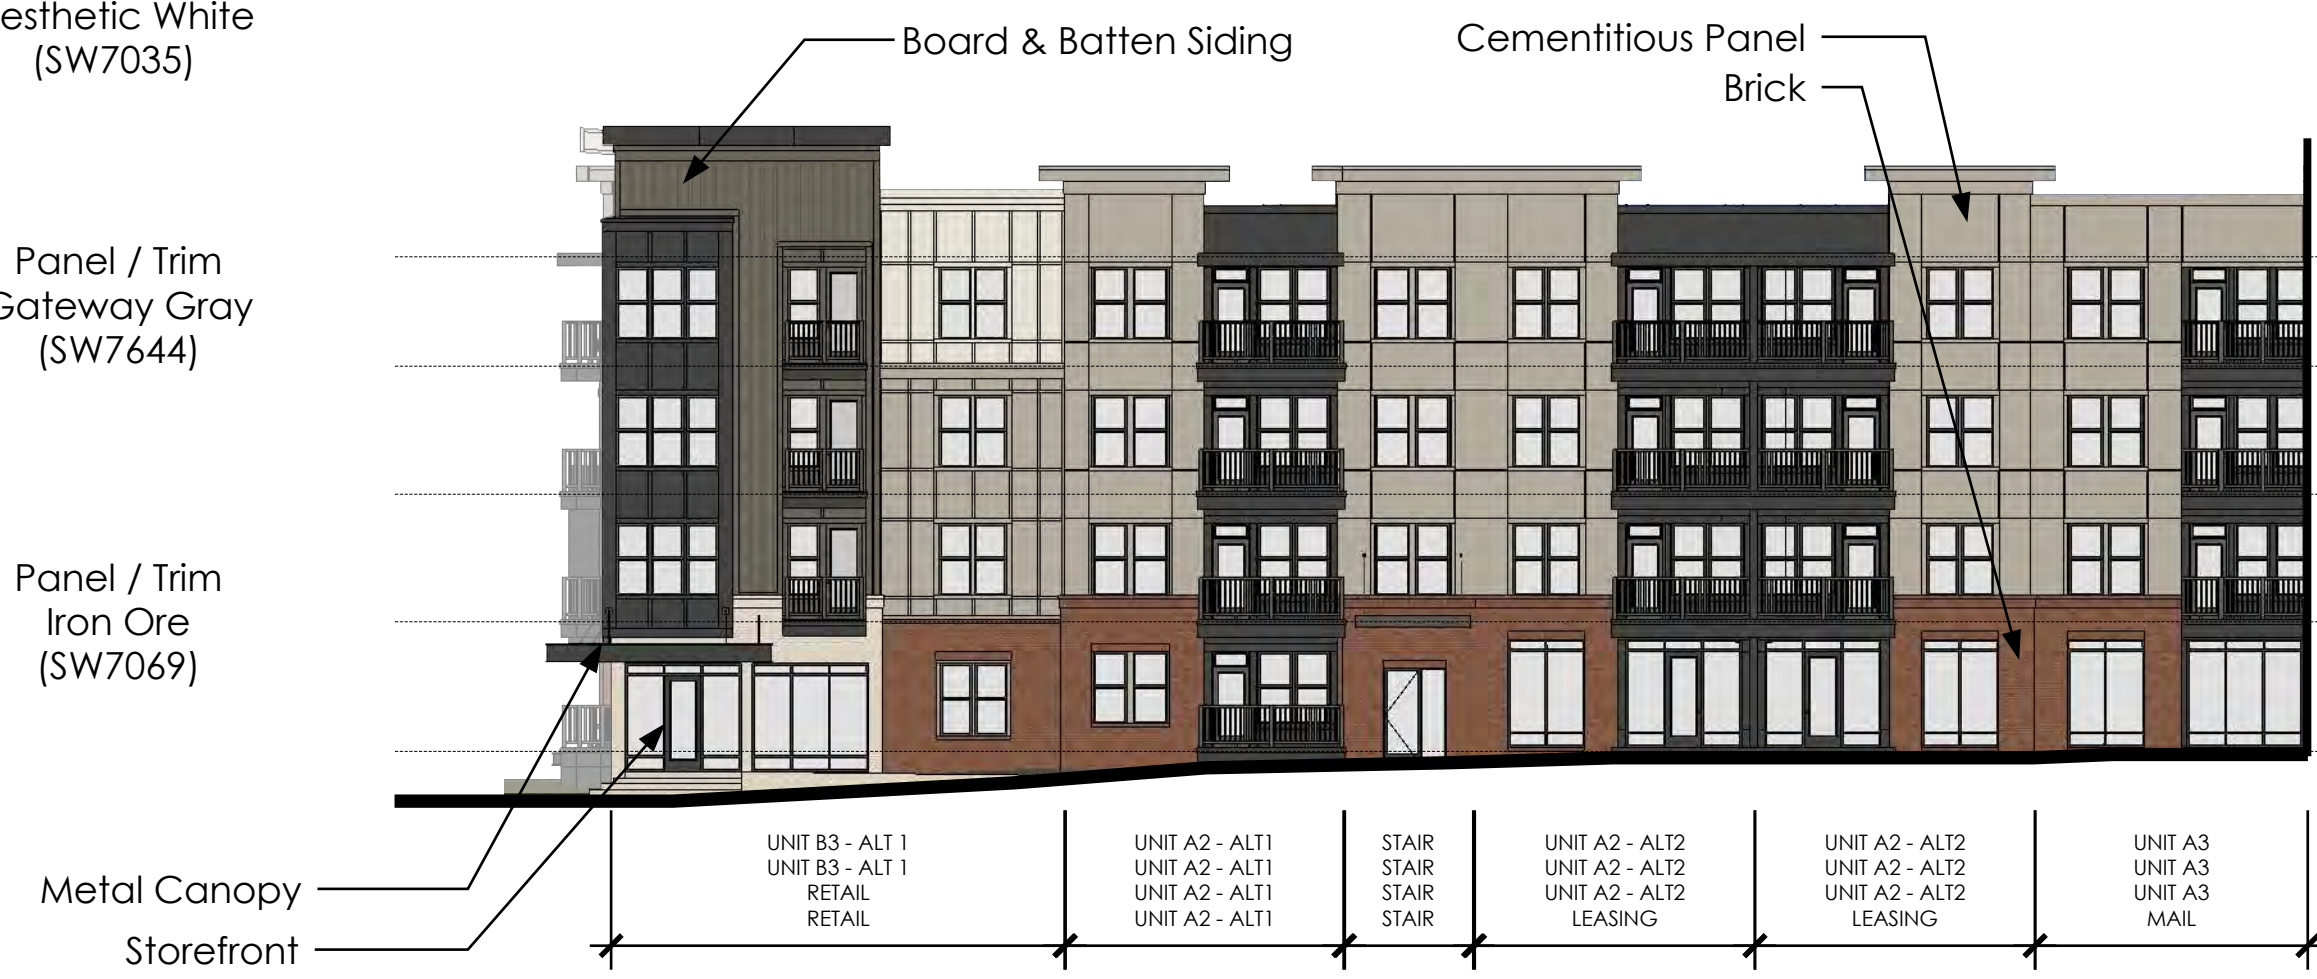 esthetic White
(SW7035)
Board & Batten Siding
Cementitious Panel
Brick
Panel / Trim
Gateway Gray
(SW7644)
Panel / Trim
Iron Ore
(SW7069)
Metal Canopy
Storefront
UNIT B3 - ALT 1
UNIT B3 - ALT 1
RETAIL
RETAIL
UNIT A2 - ALT1
UNIT A2 - ALT1
UNIT A2 - ALT1
UNIT A2 - ALT1
STAIR
STAIR
STAIR
STAIR
UNIT A2 - ALT2
UNIT A2 - ALT2
UNIT A2 - ALT2
LEASING
UNIT A2 - ALT2
UNIT A2 - ALT2
UNIT A2 - ALT2
LEASING
UNIT A3
UNIT A3
UNIT A3
MAIL